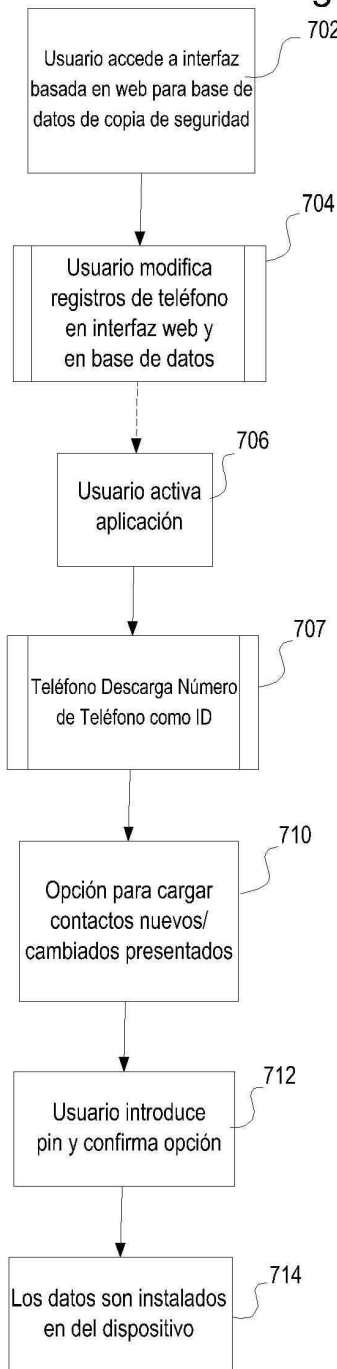 702
Usuario accede a interfaz
basada en web para base de
datos de copia de seguridad
704
Usuario modifica
registros de teléfono
en interfaz web y
en base de datos
706
Usuario activa
aplicación
707
Teléfono Descarga Número
de Teléfono como ID
710
Opción para cargar
contactos nuevos/
cambiados presentados
712
Usuario introduce
pin y confirma opción
714
Los datos son instalados
en del dispositivo